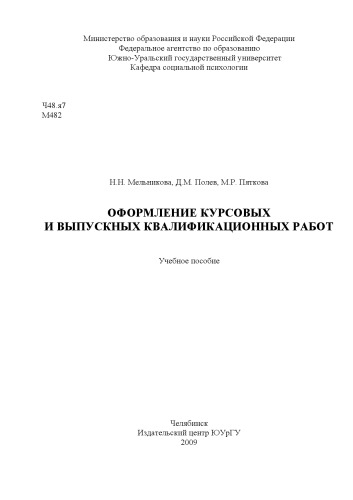 Министерство образования и науки Российской Федерации
Федеральное агентство по образованию
Южно-Уральский государственный университет
Кафедра социальной психологии
Ч48.я7
М482
Н.Н. Мельникова, Д.М. Полев, М.Р. Пяткова
ОФОРМЛЕНИЕ КУРСОВЫХ
И ВЫПУСКНЫХ КВАЛИФИКАЦИОННЫХ РАБОТ
Учебное пособие
Челябинск
Издательский центр ЮУрГУ
2009